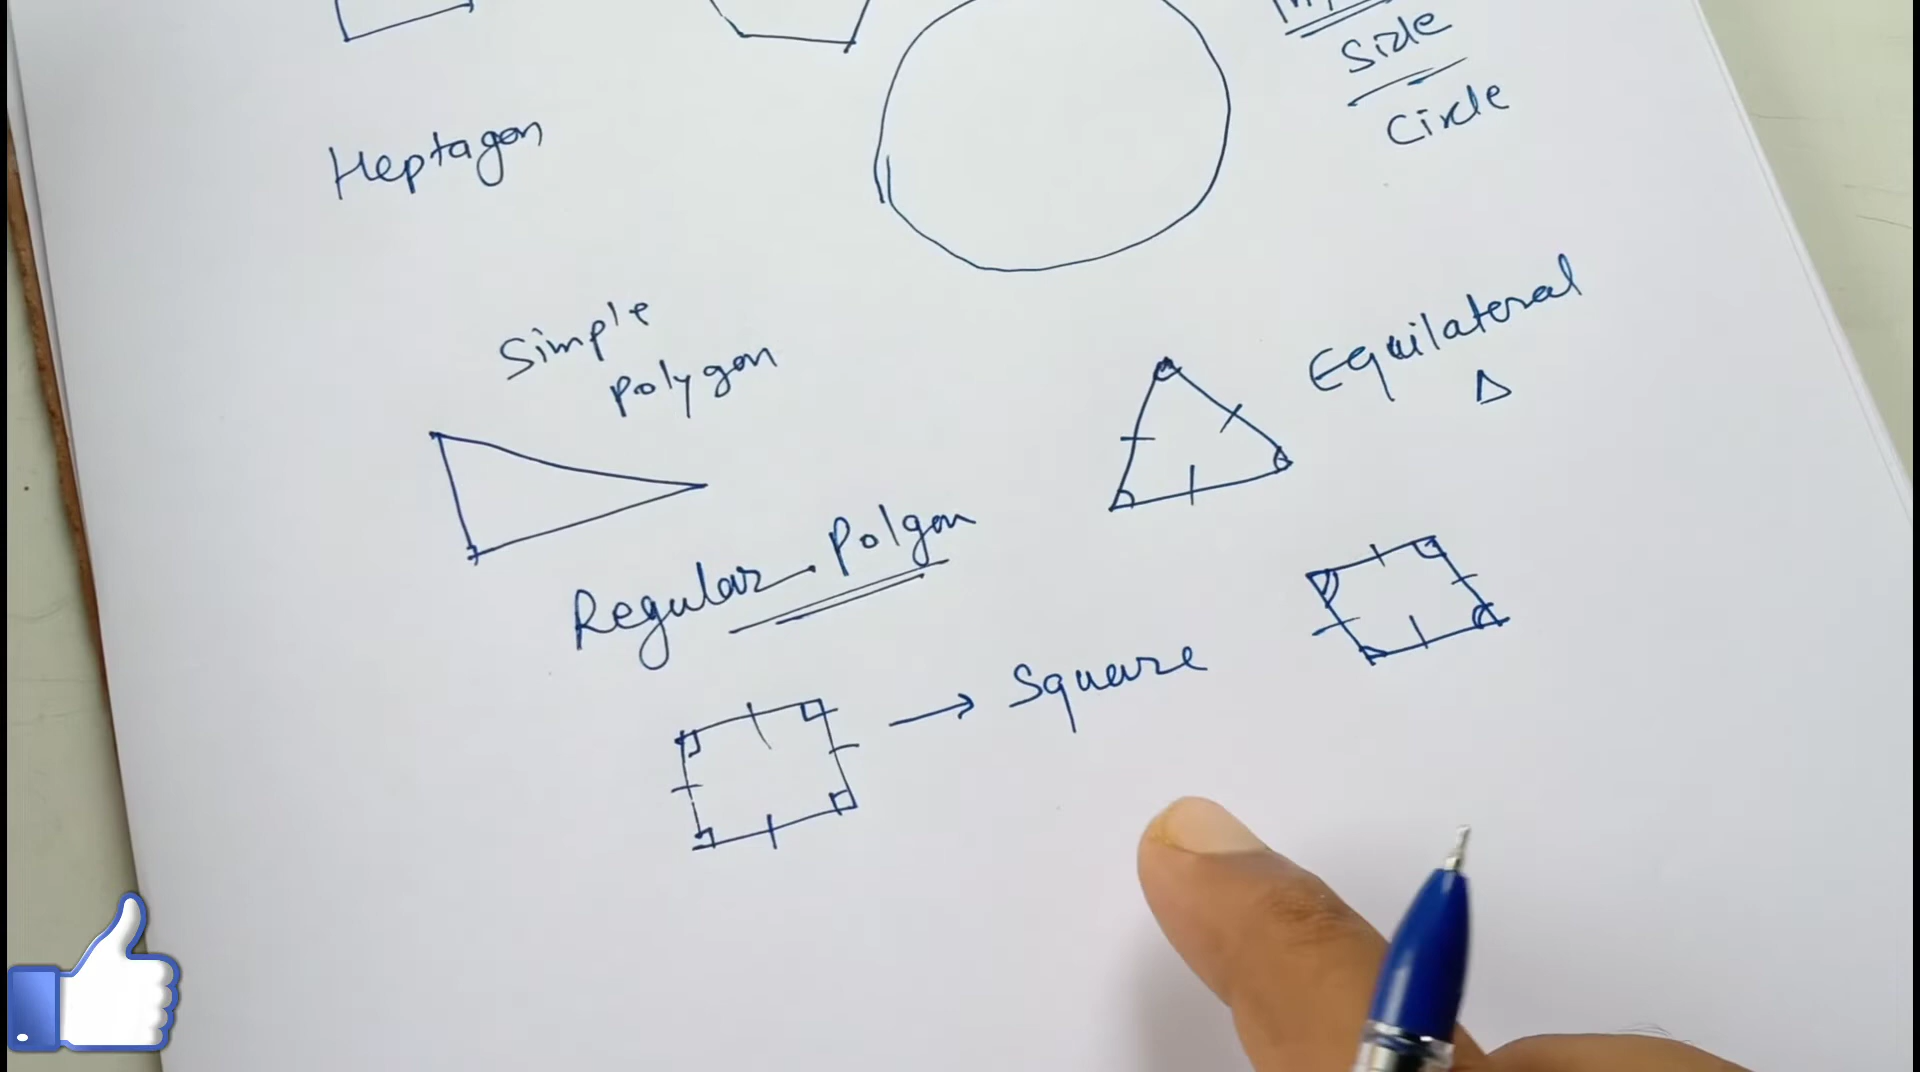 Side
Circle
Heptagon
Simple
polygon
Equilateral
Δ
Regular Polgon
→ Square